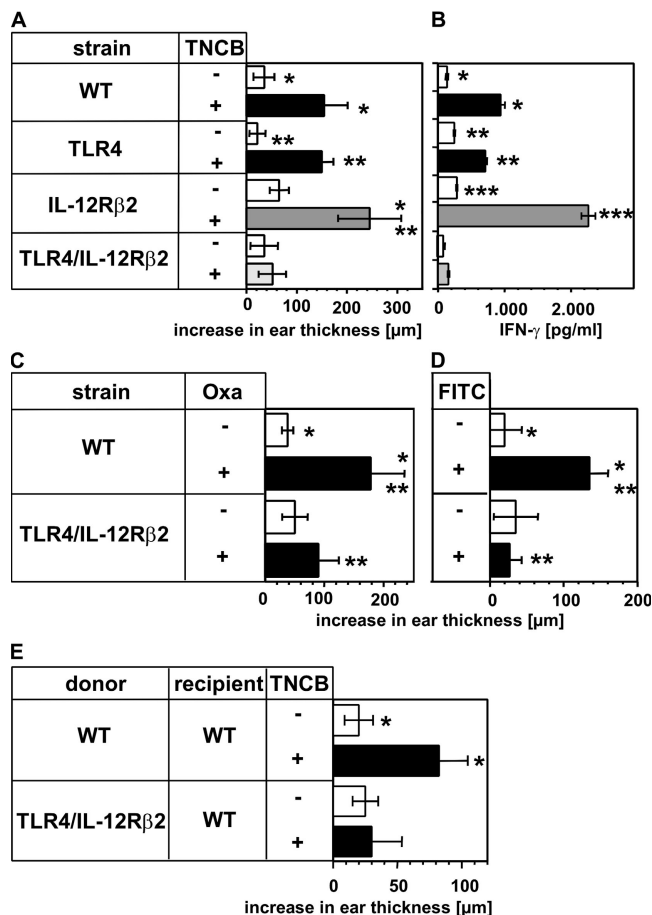 A
B
strain TNCB
WT
- *
+ *
- *
+ *
TLR4
- **
+ **
- **
+ **
IL-12Rβ2
- ***
+ *
**
***
TLR4/IL-12Rβ2
-
+
0 100 200 300
increase in ear thickness [µm]
0 1.000 2.000
IFN-γ [pg/ml]
C
D
strain Oxa
FITC
WT
- *
+ *
**
- *
+ *
**
TLR4/IL-12Rβ2
-
+ **
-
+ **
0 100 200
0 100 200
increase in ear thickness [µm]
E
donor recipient TNCB
WT WT
- *
+ *
TLR4/IL-12Rβ2 WT
-
+
0 50 100
increase in ear thickness [µm]